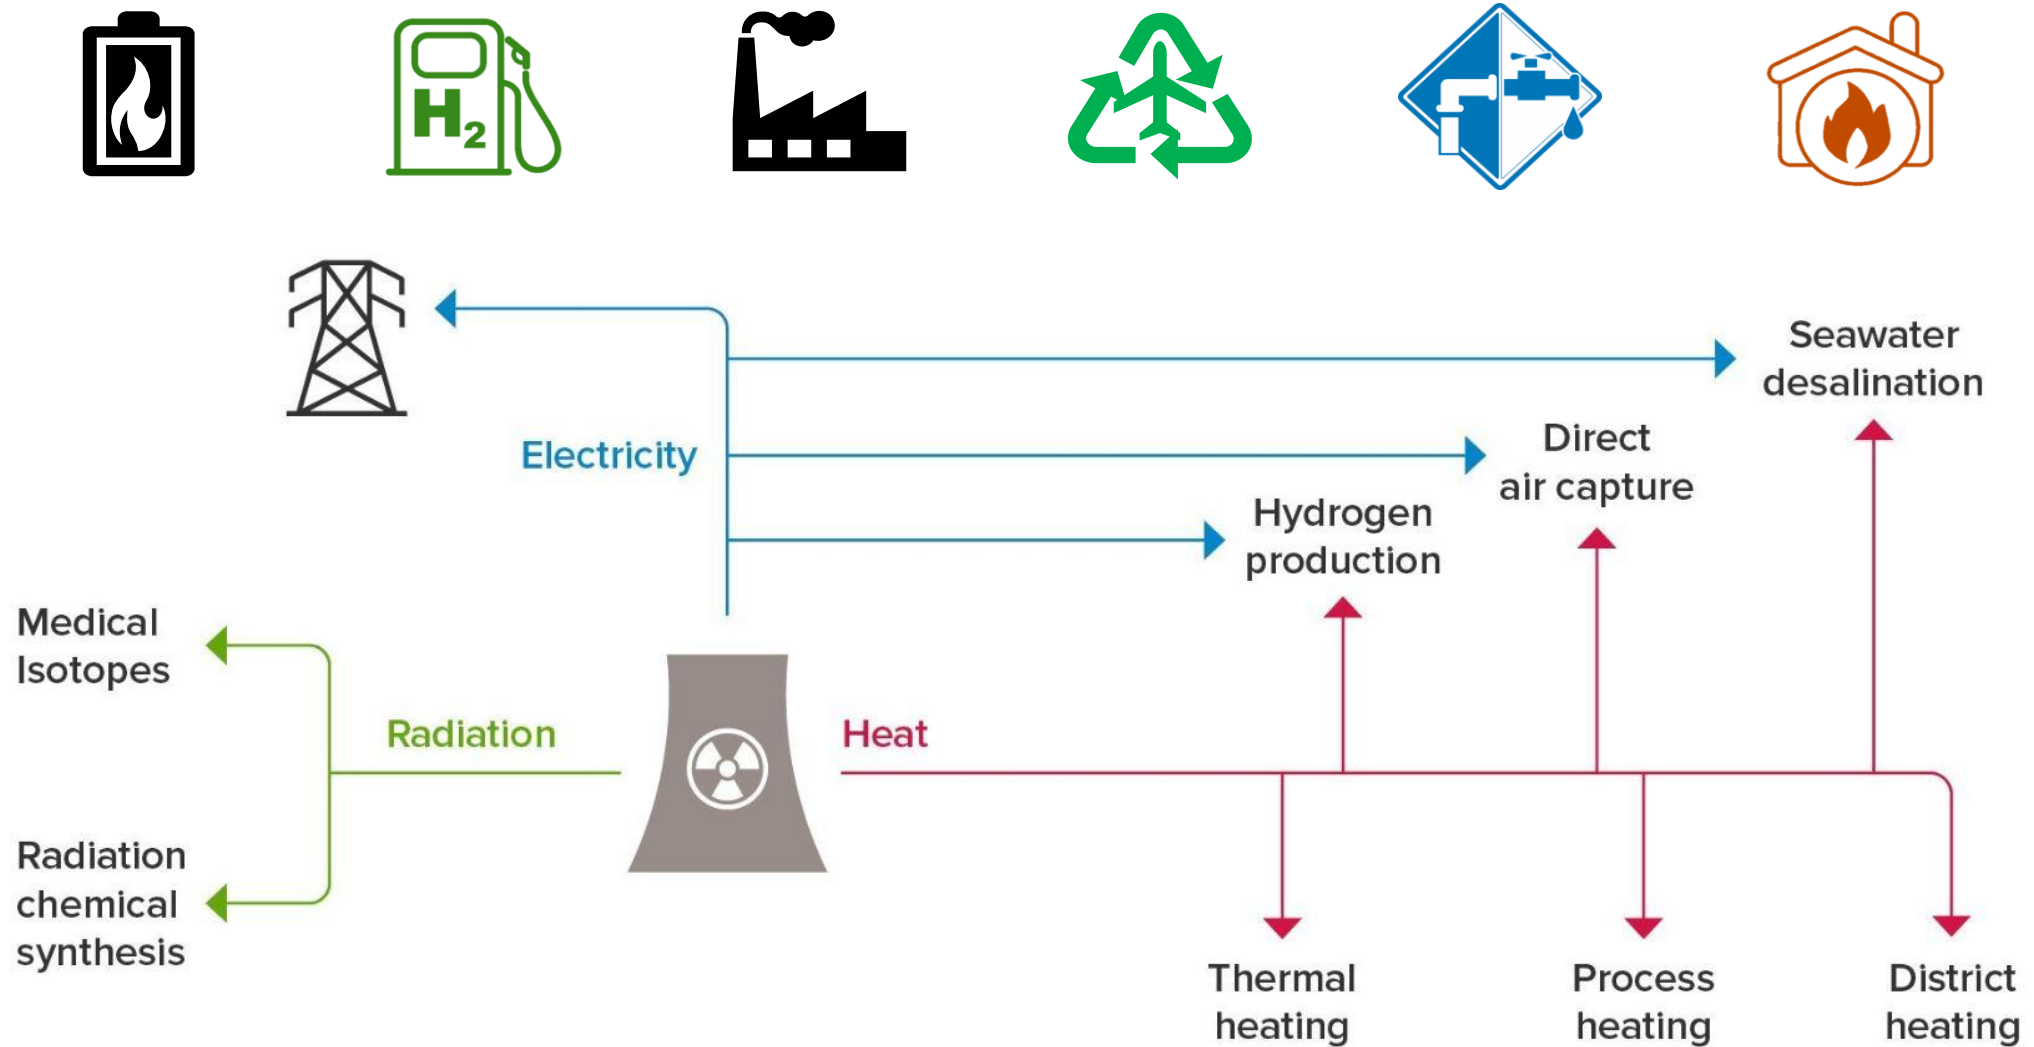 H2
Seawater
desalination
Electricity
Direct
air capture
Hydrogen
production
Medical
Isotopes
Radiation
Heat
Radiation
chemical
synthesis
Thermal
heating
Process
heating
District
heating